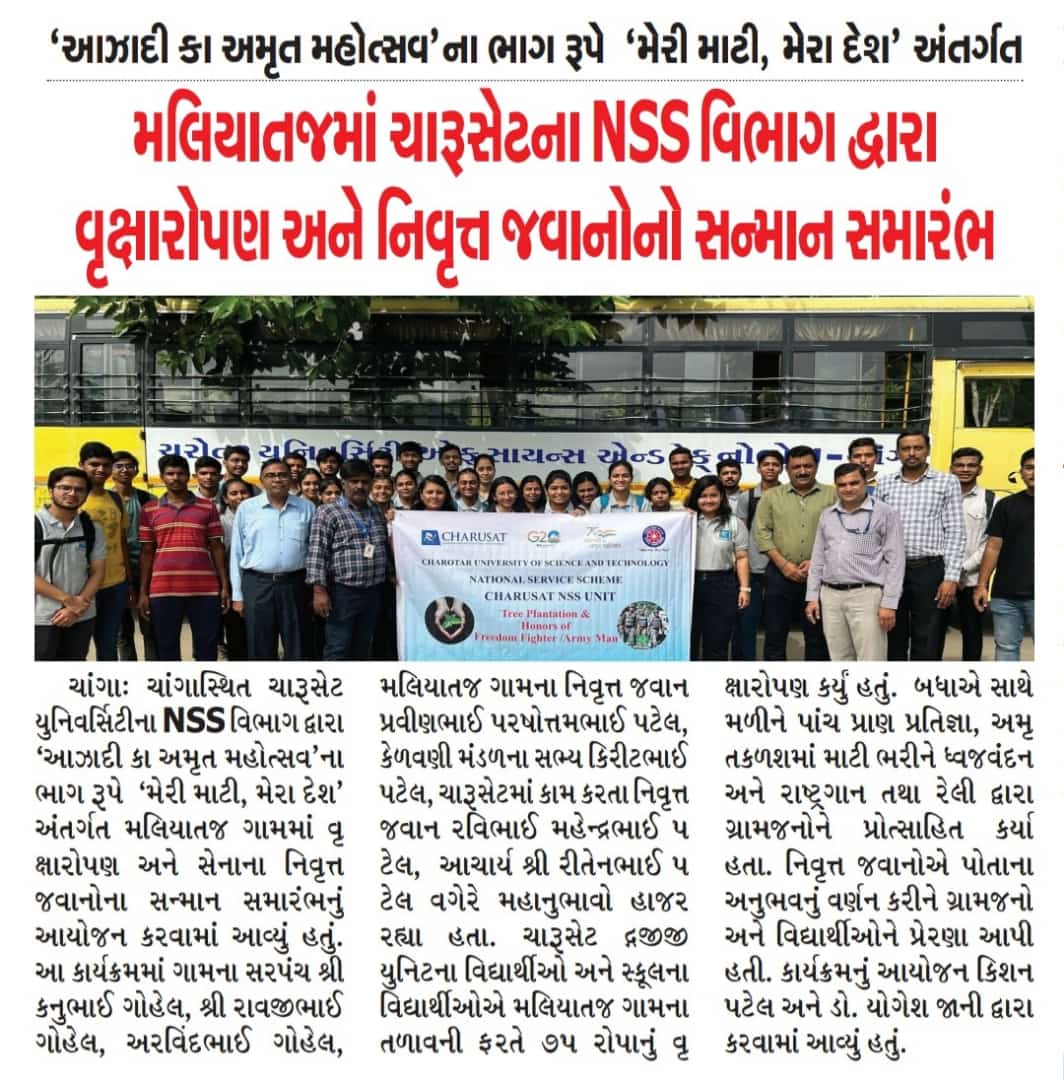 ‘આઝાદી કા અમૃત મહોત્સવ’ના ભાગ રૂપે ‘મેરી માટી, મેરા દેશ’ અંતર્ગત
મલિયાતજમાં ચારૂસેટના NSS વિભાગ દ્વારા
વૃક્ષારોપણ અને નિવૃત્ત જવાનોનો સન્માન સમારંભ
ચરોતર યુનિવર્સિટી ઓફ સાયન્સ એન્ડ ટેકનોલોજી -
CHARUSAT
G20
CHAROTAR UNIVERSITY OF SCIENCE AND TECHNOLOGY
NATIONAL SERVICE SCHEME
CHARUSAT NSS UNIT
Tree Plantation &
Honors of
Freedom Fighter /Army Man
ચાંગાઃ ચાંગાસ્થિત ચારૂસેટ
યુનિવર્સિટીના NSS વિભાગ દ્વારા
‘આઝાદી કા અમૃત મહોત્સવ’ના
ભાગ રૂપે ‘મેરી માટી, મેરા દેશ’
અંતર્ગત મલિયાતજ ગામમાં વૃ
ક્ષારોપણ અને સેનાના નિવૃત્ત
જવાનોના સન્માન સમારંભનું
આયોજન કરવામાં આવ્યું હતું.
આ કાર્યક્રમમાં ગામના સરપંચ શ્રી
કનુભાઈ ગોહેલ, શ્રી રાવજીભાઈ
ગોહેલ, અરવિંદભાઈ ગોહેલ,
મલિયાતજ ગામના નિવૃત્ત જવાન
પ્રવીણભાઈ પરષોત્તમભાઈ પટેલ,
કેળવણી મંડળના સભ્ય કિરીટભાઈ
પટેલ, ચારૂસેટમાં કામ કરતા નિવૃત્ત
જવાન રવિભાઈ મહેન્દ્રભાઈ પ
ટેલ, આચાર્ય શ્રી રીતેનભાઈ પ
ટેલ વગેરે મહાનુભાવો હાજર
રહ્યા હતા. ચારૂસેટ દ્રજીજી
યુનિટના વિદ્યાર્થીઓ અને સ્કૂલના
વિદ્યાર્થીઓએ મલિયાતજ ગામના
તળાવની ફરતે ૭૫ રોપાનું વૃ
ક્ષારોપણ કર્યું હતું. બધાએ સાથે
મળીને પાંચ પ્રાણ પ્રતિજ્ઞા, અમૃ
તકળશમાં માટી ભરીને ધ્વજવંદન
અને રાષ્ટ્રગાન તથા રેલી દ્વારા
ગ્રામજનોને પ્રોત્સાહિત કર્યા
હતા. નિવૃત્ત જવાનોએ પોતાના
અનુભવનું વર્ણન કરીને ગ્રામજનો
અને વિદ્યાર્થીઓને પ્રેરણા આપી
હતી. કાર્યક્રમનું આયોજન કિશન
પટેલ અને ડો. યોગેશ જાની દ્વારા
કરવામાં આવ્યું હતું.